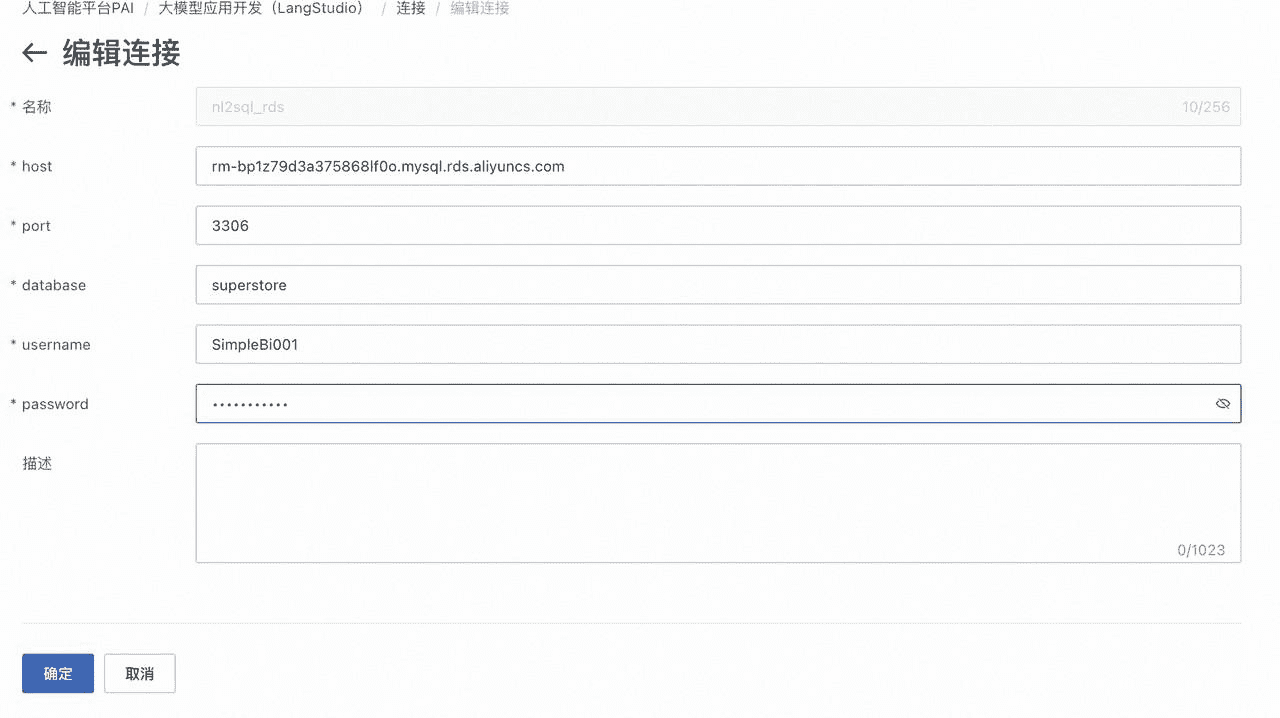 人工智能平台PAI / 大模型应用开发（LangStudio） / 连接 / 编辑连接
← 编辑连接
* 名称 nl2sql_rds 10/256
* host rm-bp1z79d3a375868lf0o.mysql.rds.aliyuncs.com
* port 3306
* database superstore
* username SimpleBi001
* password •••••••••••
描述
0/1023
确定 取消